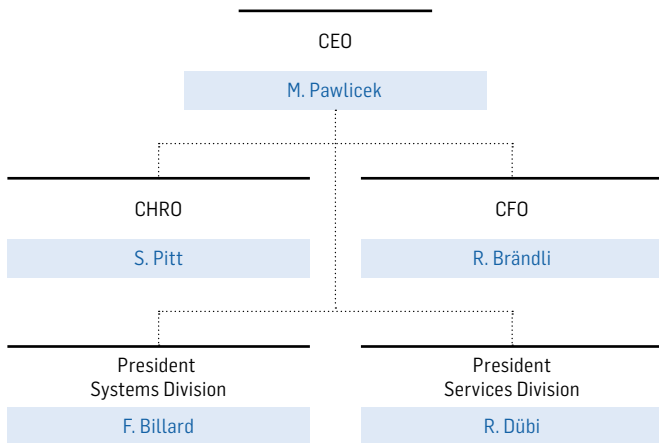 CEO
M. Pawlicek
CHRO
CFO
S. Pitt
R. Brändli
President
Systems Division
President
Services Division
F. Billard
R. Dübi